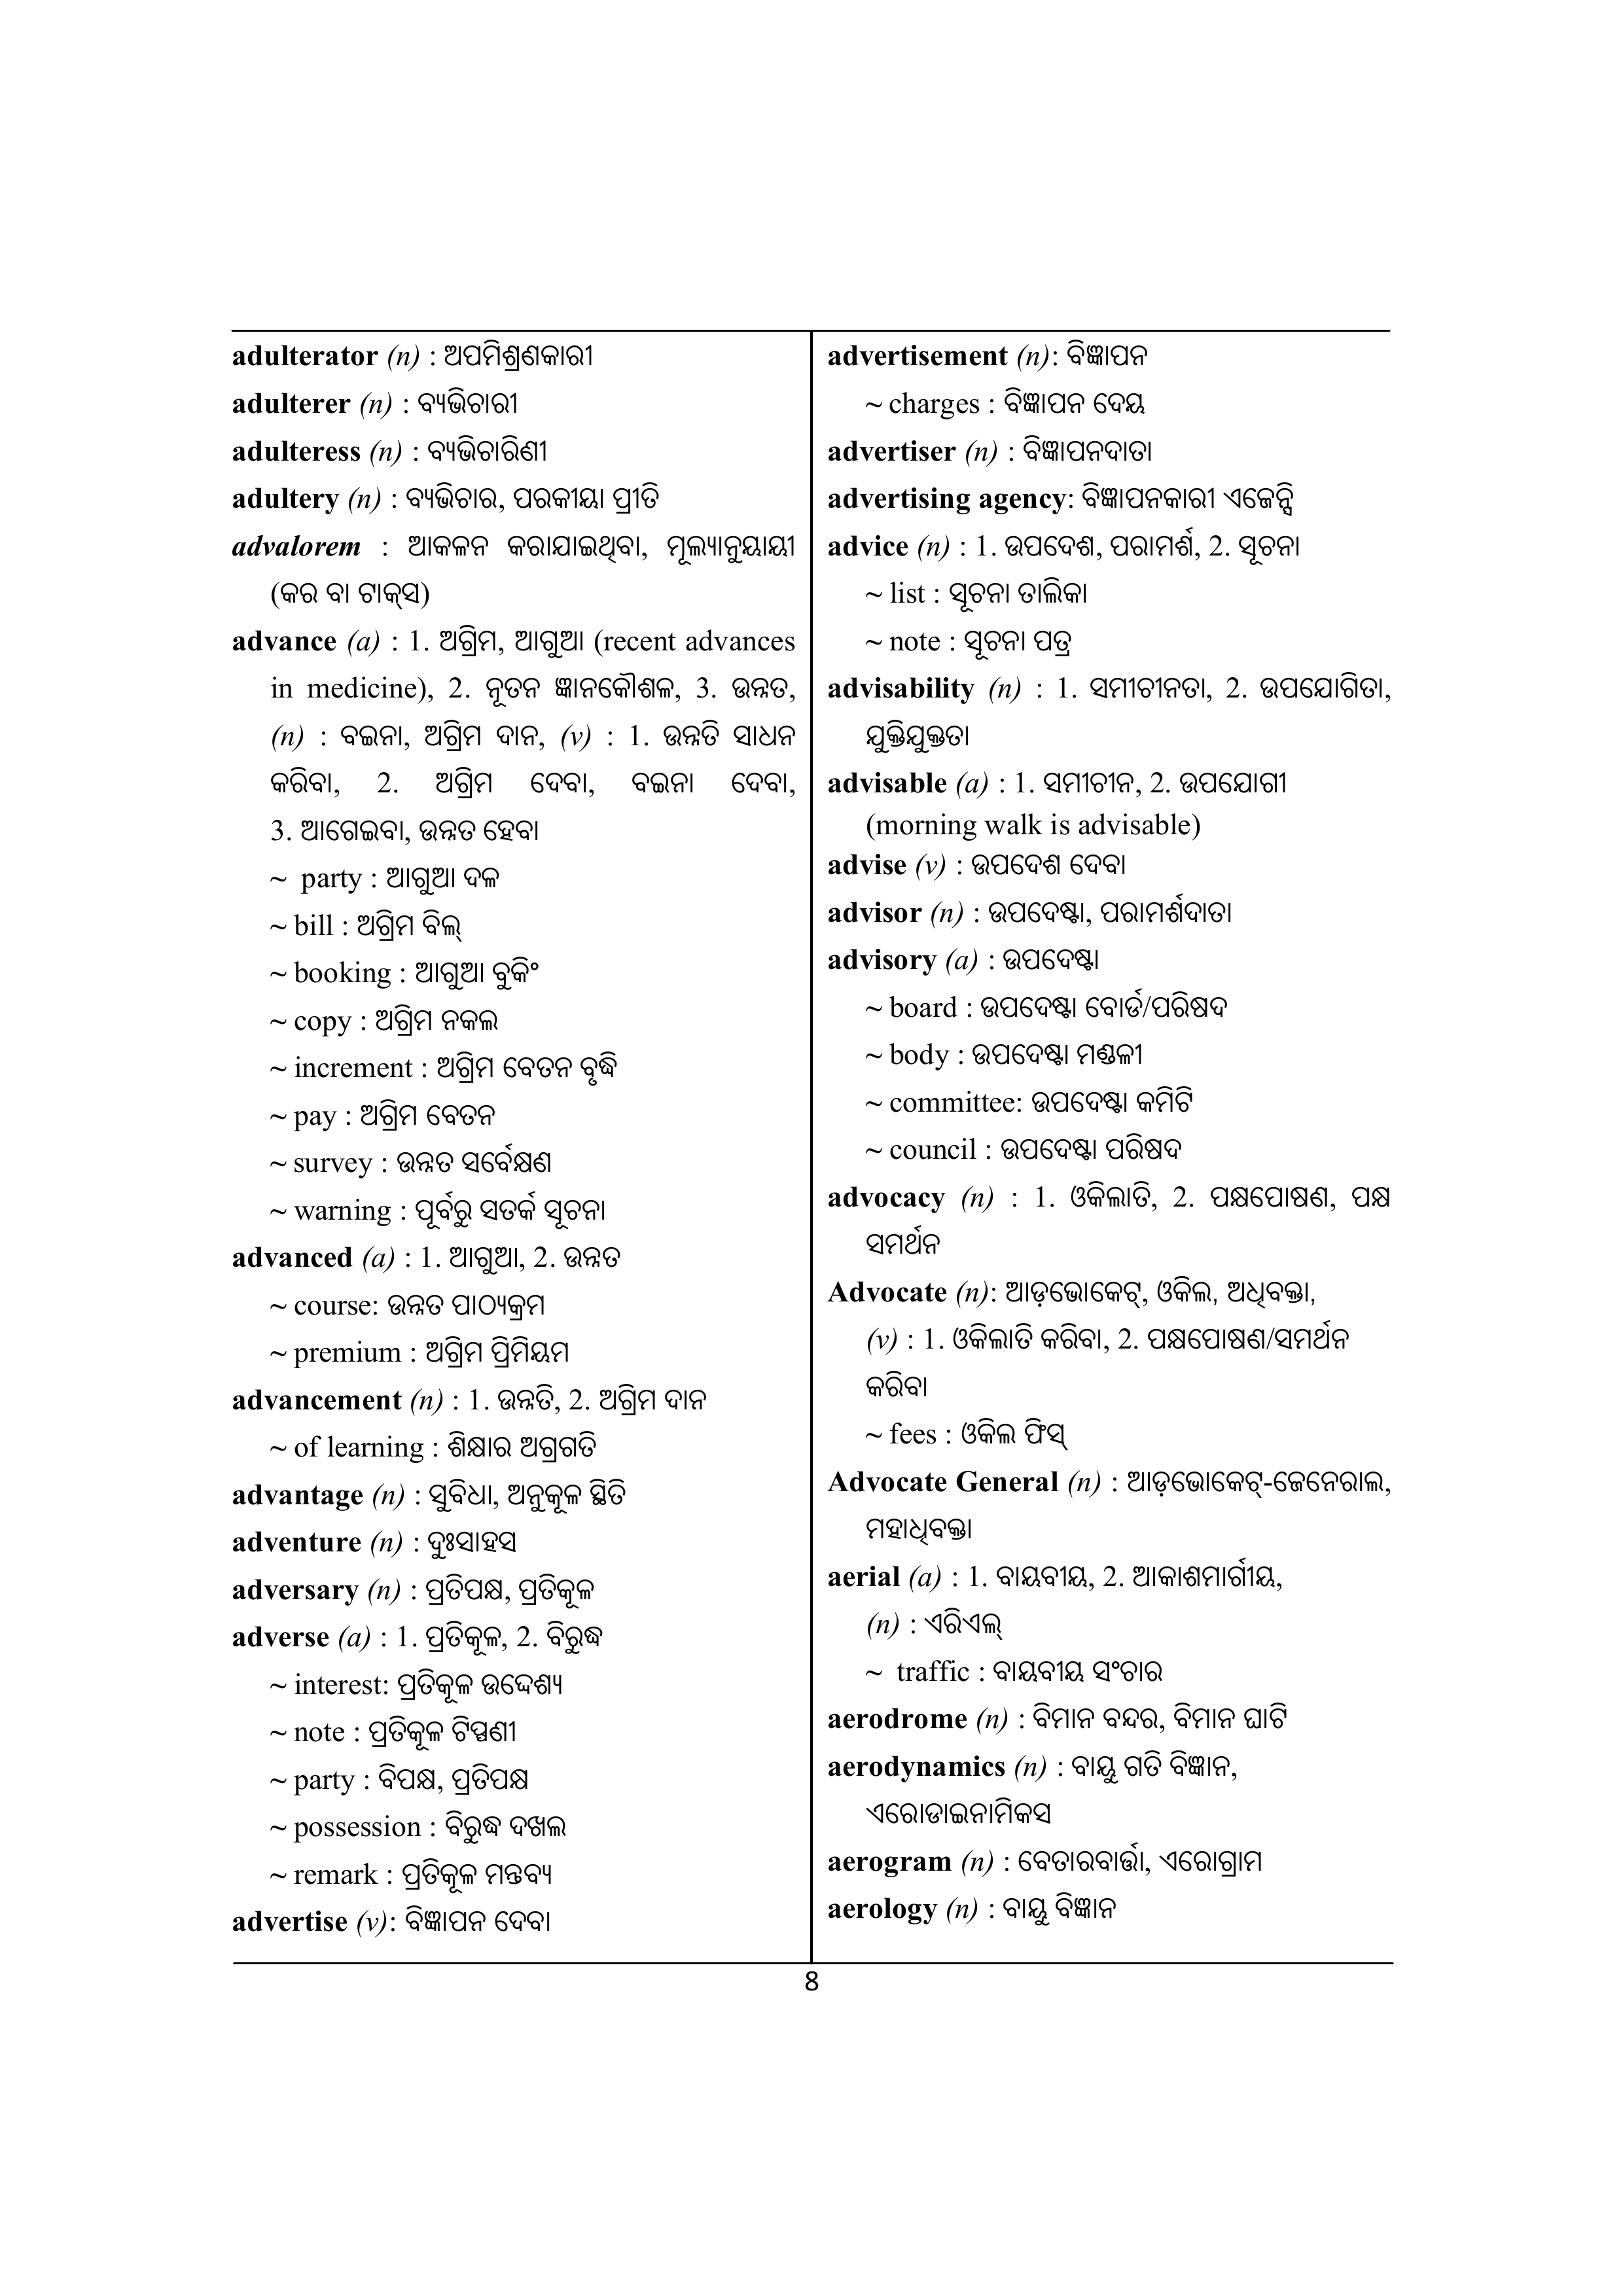 adulterator (n) : ଅପମିଶ୍ରଣକାରୀ
adulterer (n) : ବ୍ୟଭିଚାରୀ
adulteress (n) : ବ୍ୟଭିଚାରିଣୀ
adultery (n) : ବ୍ୟଭିଚାର, ପରକୀୟା ପ୍ରୀତି
advalorem : ଆକଳନ କରାଯାଇଥିବା, ମୂଲ୍ୟାନୁୟାୟୀ
(କର ବା ଟାକ୍ସ)
advance (a) : 1. ଅଗ୍ରିମ, ଆଗୁଆ (recent advances
in medicine), 2. ନୂତନ ଜ୍ଞାନକୌଶଳ, 3. ଉନ୍ନତ,
(n) : ବଇନା, ଅଗ୍ରିମ ଦାନ, (v) : 1. ଉନ୍ନତି ସାଧନ
କରିବା, 2. ଅଗ୍ରିମ ଦେବା, ବଇନା ଦେବା,
3. ଆଗେଇବା, ଉନ୍ନତ ହେବା
~ party : ଆଗୁଆ ଦଳ
~ bill : ଅଗ୍ରିମ ବିଲ୍
~ booking : ଆଗୁଆ ବୁକିଂ
~ copy : ଅଗ୍ରିମ ନକଲ
~ increment : ଅଗ୍ରିମ ବେତନ ବୃଦ୍ଧି
~ pay : ଅଗ୍ରିମ ବେତନ
~ survey : ଉନ୍ନତ ସର୍ବେକ୍ଷଣ
~ warning : ପୂର୍ବରୁ ସତର୍କ ସୂଚନା
advanced (a) : 1. ଆଗୁଆ, 2. ଉନ୍ନତ
~ course: ଉନ୍ନତ ପାଠ୍ୟକ୍ରମ
~ premium : ଅଗ୍ରିମ ପ୍ରିମିୟମ
advancement (n) : 1. ଉନ୍ନତି, 2. ଅଗ୍ରିମ ଦାନ
~ of learning : ଶିକ୍ଷାର ଅଗ୍ରଗତି
advantage (n) : ସୁବିଧା, ଅନୁକୂଳ ସ୍ଥିତି
adventure (n) : ଦୁଃସାହସ
adversary (n) : ପ୍ରତିପକ୍ଷ, ପ୍ରତିକୂଳ
adverse (a) : 1. ପ୍ରତିକୂଳ, 2. ବିରୁଦ୍ଧ
~ interest: ପ୍ରତିକୂଳ ଉଦ୍ଦେଶ୍ୟ
~ note : ପ୍ରତିକୂଳ ଟିପ୍ପଣୀ
~ party : ବିପକ୍ଷ, ପ୍ରତିପକ୍ଷ
~ possession : ବିରୁଦ୍ଧ ଦଖଲ
~ remark : ପ୍ରତିକୂଳ ମନ୍ତବ୍ୟ
advertise (v): ବିଜ୍ଞାପନ ଦେବା
advertisement (n): ବିଜ୍ଞାପନ
~ charges : ବିଜ୍ଞାପନ ଦେୟ
advertiser (n) : ବିଜ୍ଞାପନଦାତା
advertising agency: ବିଜ୍ଞାପନକାରୀ ଏଜେନ୍ସି
advice (n) : 1. ଉପଦେଶ, ପରାମର୍ଶ, 2. ସୂଚନା
~ list : ସୂଚନା ତାଲିକା
~ note : ସୂଚନା ପତ୍ର
advisability (n) : 1. ସମୀଚୀନତା, 2. ଉପଯୋଗିତା,
ଯୁକ୍ତିଯୁକ୍ତତା
advisable (a) : 1. ସମୀଚୀନ, 2. ଉପଯୋଗୀ
(morning walk is advisable)
advise (v) : ଉପଦେଶ ଦେବା
advisor (n) : ଉପଦେଷ୍ଟା, ପରାମର୍ଶଦାତା
advisory (a) : ଉପଦେଷ୍ଟା
~ board : ଉପଦେଷ୍ଟା ବୋର୍ଡ/ପରିଷଦ
~ body : ଉପଦେଷ୍ଟା ମଣ୍ଡଳୀ
~ committee: ଉପଦେଷ୍ଟା କମିଟି
~ council : ଉପଦେଷ୍ଟା ପରିଷଦ
advocacy (n) : 1. ଓକିଲାତି, 2. ପକ୍ଷପୋଷଣ, ପକ୍ଷ
ସମର୍ଥନ
Advocate (n): ଆଡ଼ଭୋକେଟ୍, ଓକିଲ, ଅଧିବକ୍ତା,
(v) : 1. ଓକିଲାତି କରିବା, 2. ପକ୍ଷପୋଷଣ/ସମର୍ଥନ
କରିବା
~ fees : ଓକିଲ ଫିସ୍
Advocate General (n) : ଆଡ଼ଭୋକେଟ୍-ଜେନେରାଲ,
ମହାଧିବକ୍ତା
aerial (a) : 1. ବାୟବୀୟ, 2. ଆକାଶମାର୍ଗୀୟ,
(n) : ଏରିଏଲ୍
~ traffic : ବାୟବୀୟ ସଂଚାର
aerodrome (n) : ବିମାନ ବନ୍ଦର, ବିମାନ ଘାଟି
aerodynamics (n) : ବାୟୁ ଗତି ବିଜ୍ଞାନ,
ଏରୋଡାଇନାମିକସ
aerogram (n) : ବେତାରବାର୍ତ୍ତା, ଏରୋଗ୍ରାମ
aerology (n) : ବାୟୁ ବିଜ୍ଞାନ
8